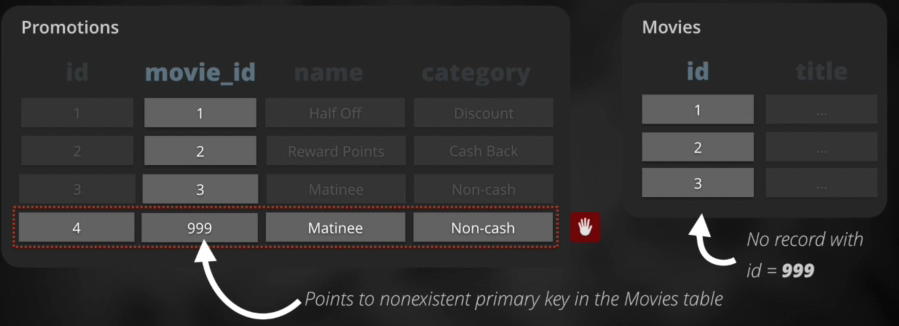 Promotions
id movie_id name category
1 1 Half Off Discount
2 2 Reward Points Cash Back
3 3 Matinee Non-cash
4 999 Matinee Non-cash
Movies
id title
1 ...
2 ...
3 ...
No record with
id = 999
Points to nonexistent primary key in the Movies table